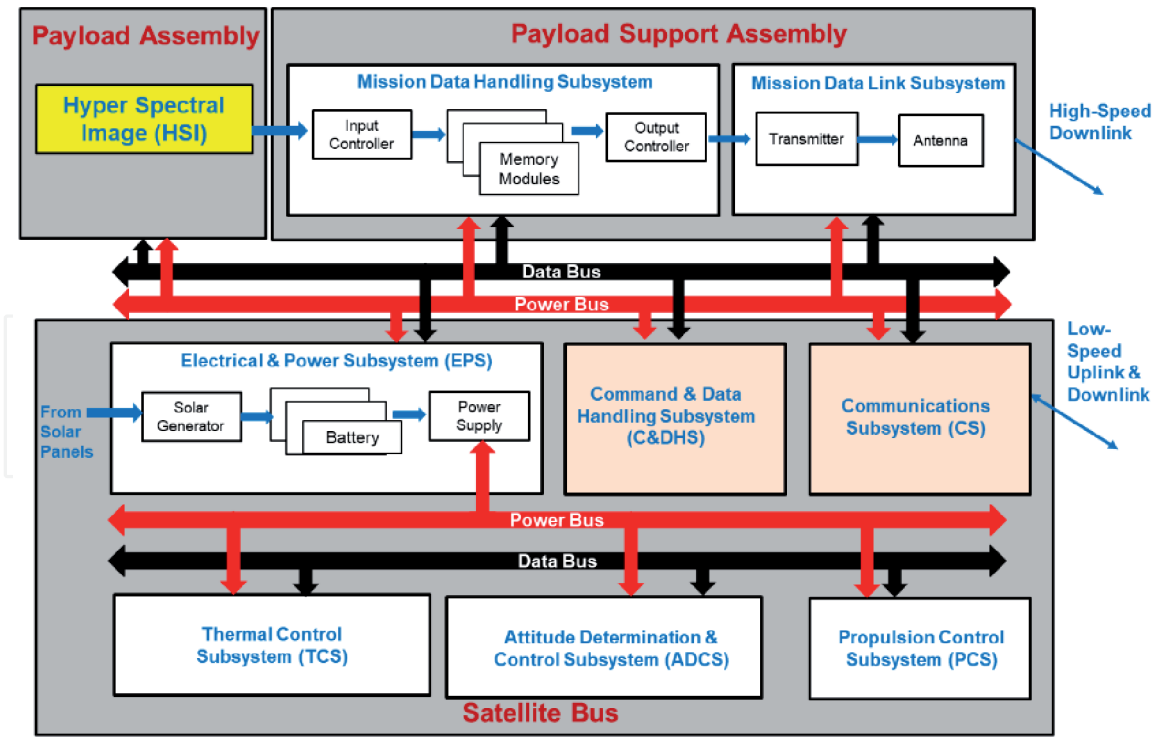 Payload Assembly
Hyper Spectral
Image (HSI)
Payload Support Assembly
Mission Data Handling Subsystem
Input
Controller
Memory
Modules
Output
Controller
Mission Data Link Subsystem
Transmitter
Antenna
High-Speed
Downlink
Data Bus
Power Bus
Electrical & Power Subsystem (EPS)
From
Solar
Panels
Solar
Generator
Battery
Power
Supply
Command & Data
Handling Subsystem
(C&DHS)
Communications
Subsystem (CS)
Low-
Speed
Uplink &
Downlink
Power Bus
Data Bus
Thermal Control
Subsystem (TCS)
Attitude Determination &
Control Subsystem (ADCS)
Propulsion Control
Subsystem (PCS)
Satellite Bus